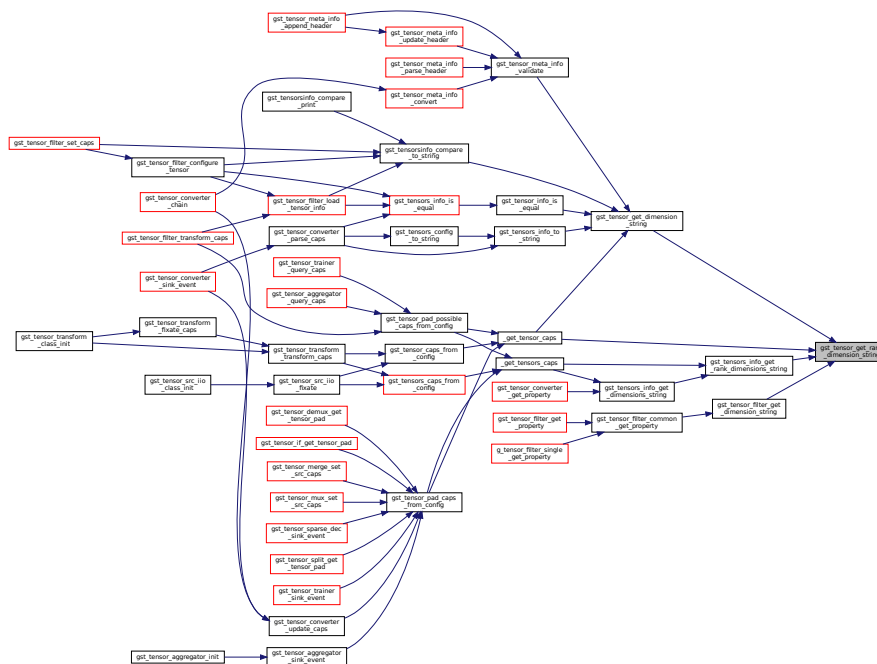 gst_tensor_meta_info
_append_header
gst_tensor_meta_info
_update_header
gst_tensor_meta_info
_parse_header
gst_tensor_meta_info
_validate
gst_tensor_meta_info
_convert
gst_tensorsinfo_compare
_print
gst_tensor_filter_set_caps
gst_tensorsinfo_compare
_to_string
gst_tensor_filter_configure
_tensor
gst_tensor_converter
_chain
gst_tensor_filter_load
_tensor_info
gst_tensors_info_is
_equal
gst_tensor_info_is
_equal
gst_tensor_get_dimension
_string
gst_tensor_filter_transform_caps
gst_tensor_converter
_parse_caps
gst_tensors_config
_to_string
gst_tensors_info_to
_string
gst_tensor_trainer
_query_caps
gst_tensor_converter
_sink_event
gst_tensor_aggregator
_query_caps
gst_tensor_pad_possible
_caps_from_config
gst_tensor_transform
_fixate_caps
gst_tensor_transform
_class_init
_get_tensor_caps
gst_tensor_get_rank
_dimension_string
gst_tensor_transform
_transform_caps
gst_tensor_caps_from
_config
_get_tensors_caps
gst_tensors_info_get
_rank_dimensions_string
gst_tensor_src_iio
_class_init
gst_tensor_src_iio
_fixate
gst_tensors_caps_from
_config
gst_tensor_converter
_get_property
gst_tensors_info_get
_dimensions_string
gst_tensor_filter_get
_dimension_string
gst_tensor_demux_get
_tensor_pad
gst_tensor_filter_get
_property
gst_tensor_filter_common
_get_property
gst_tensor_if_get_tensor_pad
g_tensor_filter_single
_get_property
gst_tensor_merge_set
_src_caps
gst_tensor_mux_set
_src_caps
gst_tensor_pad_caps
_from_config
gst_tensor_sparse_dec
_sink_event
gst_tensor_split_get
_tensor_pad
gst_tensor_trainer
_sink_event
gst_tensor_converter
_update_caps
gst_tensor_aggregator_init
gst_tensor_aggregator
_sink_event